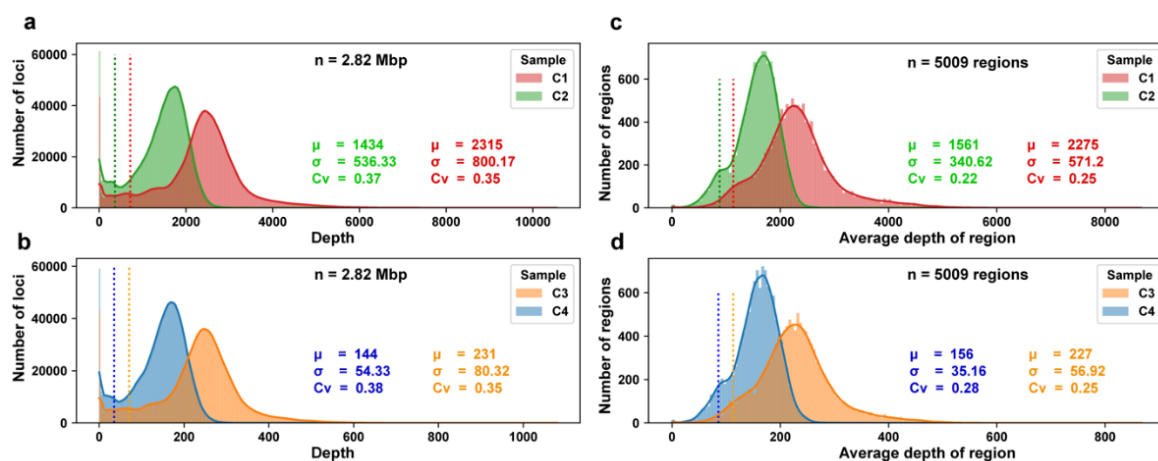 a
n = 2.82 Mbp
Sample
C1
C2
μ = 1434
σ = 536.33
Cv = 0.37
μ = 2315
σ = 800.17
Cv = 0.35
Number of loci
60000
40000
20000
0
0 2000 4000 6000 8000 10000
Depth
c
n = 5009 regions
Sample
C1
C2
μ = 1561
σ = 340.62
Cv = 0.22
μ = 2275
σ = 571.2
Cv = 0.25
Number of regions
600
400
200
0
0 2000 4000 6000 8000
Average depth of region
b
n = 2.82 Mbp
Sample
C3
C4
μ = 144
σ = 54.33
Cv = 0.38
μ = 231
σ = 80.32
Cv = 0.35
Number of loci
60000
40000
20000
0
0 200 400 600 800 1000
Depth
d
n = 5009 regions
Sample
C3
C4
μ = 156
σ = 35.16
Cv = 0.28
μ = 227
σ = 56.92
Cv = 0.25
Number of regions
600
400
200
0
0 200 400 600 800
Average depth of region